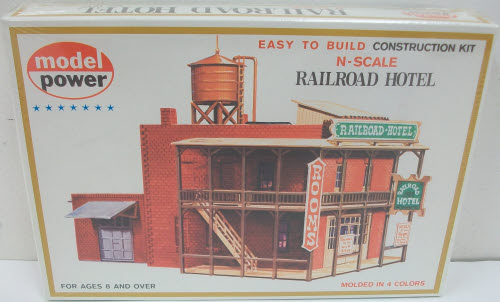 RAILROAD HOTEL
model
power
EASY TO BUILD CONSTRUCTION KIT
N-SCALE
RAILROAD HOTEL
RAILROAD-HOTEL
ROOMS
RAILROAD
HOTEL
FOR AGES 8 AND OVER
MOLDED IN 4 COLORS